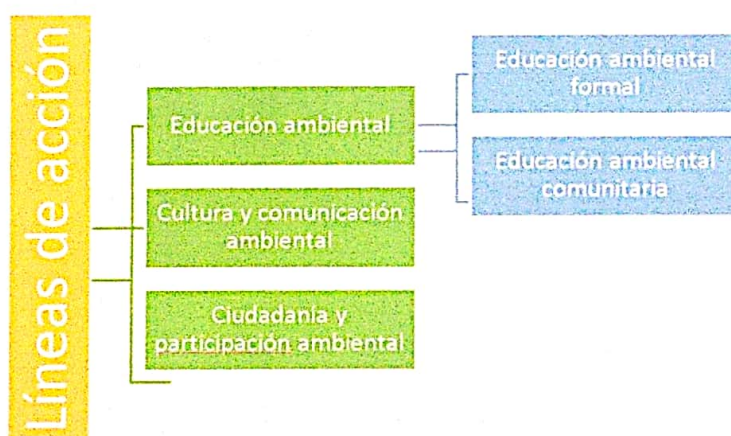 Líneas de acción
Educación ambiental
Cultura y comunicación
ambiental
Ciudadanía y
participación ambiental
Educación ambiental
formal
Educación ambiental
comunitaria